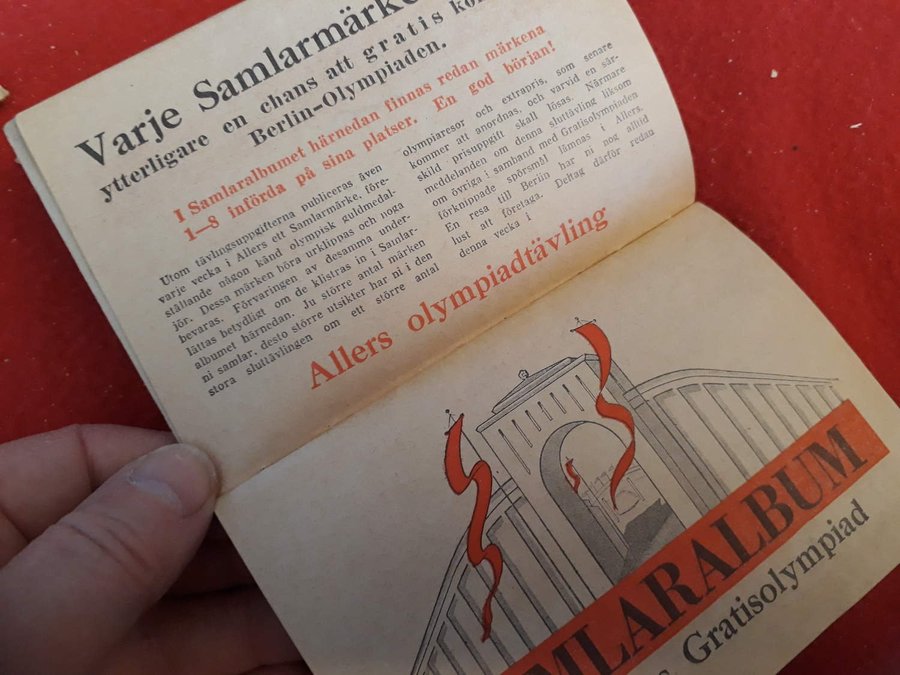 Varje Samlarmärke
ytterligare en chans att gratis
Berlin-Olympiaden.
I Samlaralbumet härnedan finnas redan märkena
1—8 införda på sina platser. En god början!
Utom tävlingsuppgifterna publiceras även
varje vecka i Allers ett Samlarmärke, före-
ställande någon känd olympisk guldmedal-
jör. Dessa märken böra urklippas och noga
bevaras. Förvaringen av desamma under-
lättas betydligt om de klistras in i Samlar-
albumet härnedan. Ju större antal märken
ni samlar, desto större utsikter har ni i den
stora sluttävlingen om ett större antal
olympiaresor och extrapris, som senare
kommer att anordnas, och varvid en sär-
skild prisuppgift skall lösas. Närmare
meddelanden om denna sluttävling liksom
om övriga i samband med Gratisolympiaden
förknippade spörsmål lämnas i Allers.
En resa till Berlin har ni nog alltid
lust att företaga. Deltag därför redan
denna vecka i
Allers olympiadtävling
MLARALBUM
Gratisolympiad